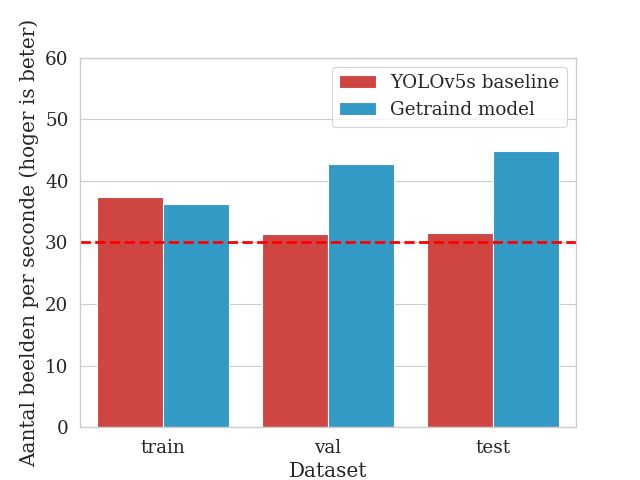 Aantal beelden per seconde (hoger is beter)
60
50
40
30
20
10
0
YOLOv5s baseline
Getraind model
train
val
test
Dataset